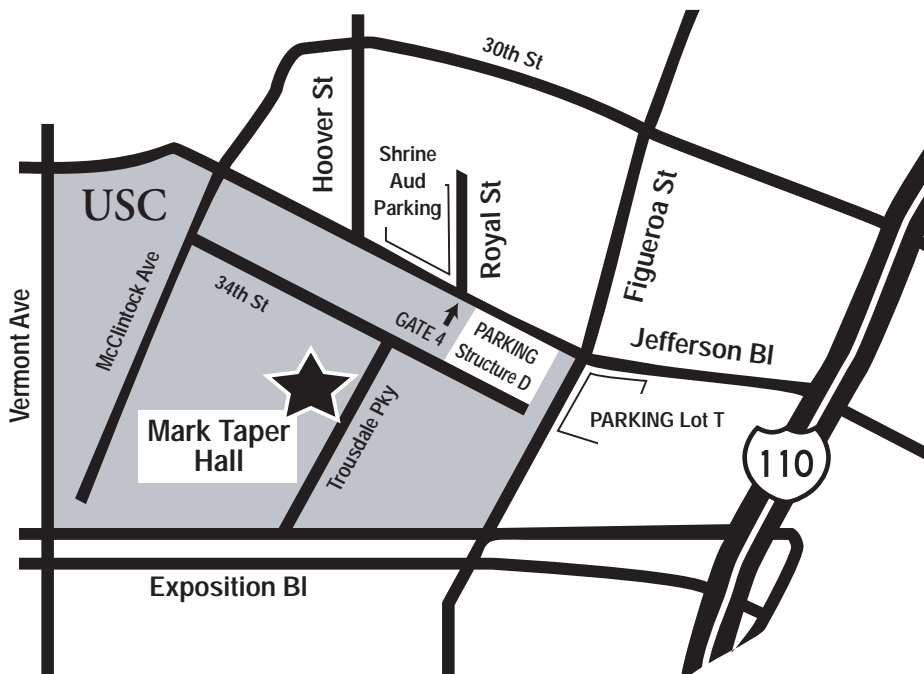 30th St
Hoover St
Shrine
Aud
Parking
Royal St
Figueroa St
USC
McClintock Ave
34th St
Vermont Ave
GATE 4
PARKING
Structure D
Jefferson Bl
PARKING Lot T
Mark Taper
Hall
Trousdale Pky
110
Exposition Bl